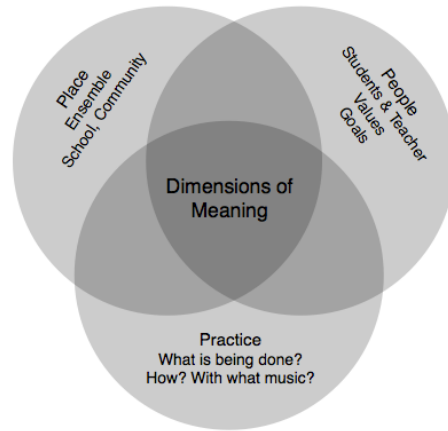 Place
Ensemble
School, Community
People
Students & Teacher
Values
Goals
Dimensions of
Meaning
Practice
What is being done?
How? With what music?